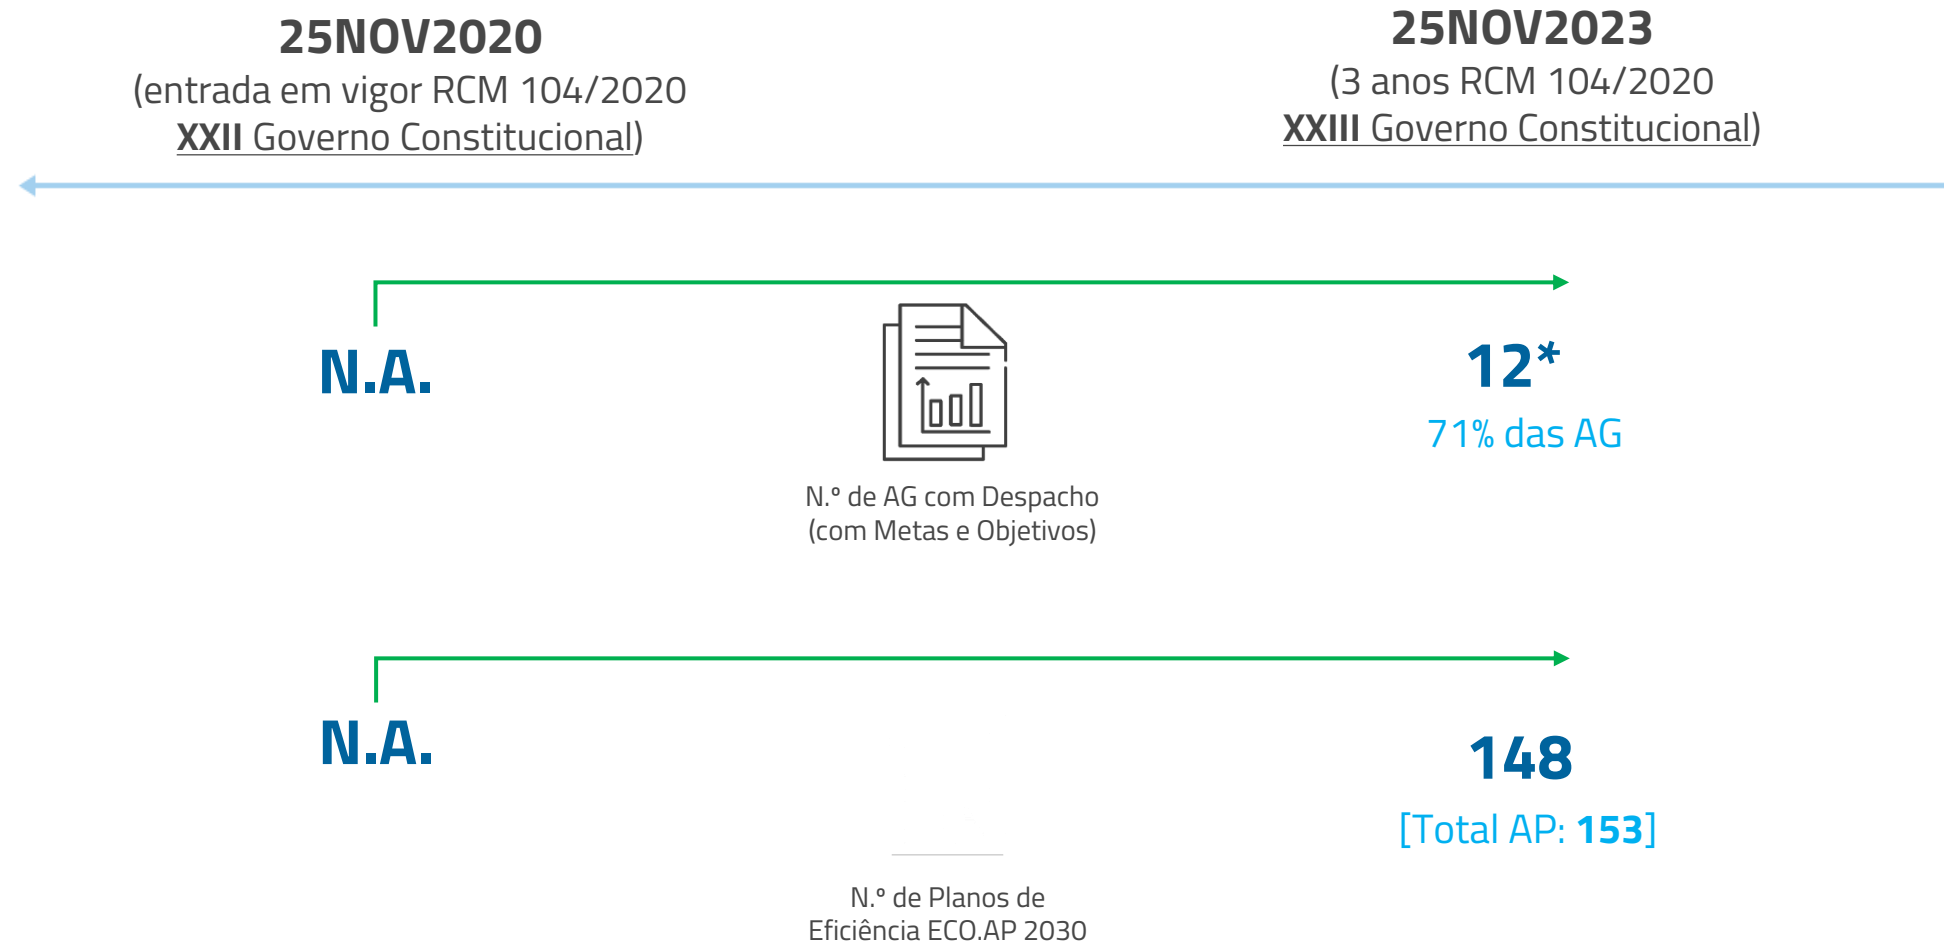 25NOV2020
(entrada em vigor RCM 104/2020
XXII Governo Constitucional)
25NOV2023
(3 anos RCM 104/2020
XXIII Governo Constitucional)
N.A.
12*
71% das AG
N.º de AG com Despacho
(com Metas e Objetivos)
N.A.
148
[Total AP: 153]
N.º de Planos de
Eficiência ECO.AP 2030